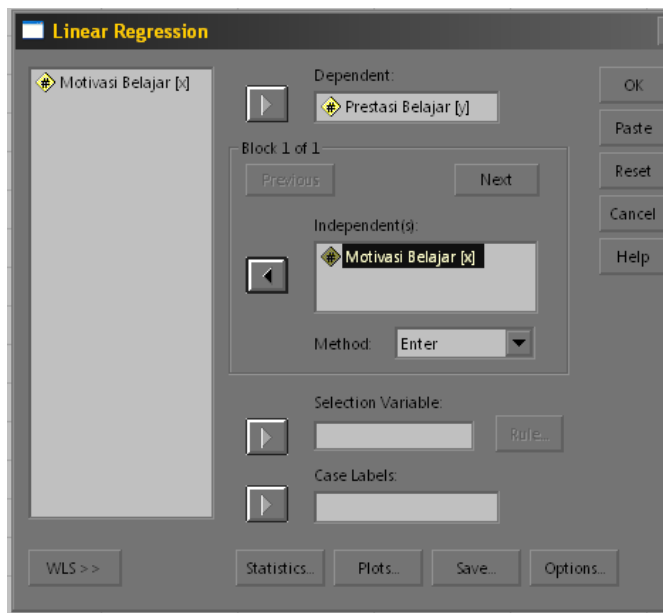 Linear Regression
Motivasi Belajar [x]
Dependent:
Prestasi Belajar [y]
Block 1 of 1
Previous
Next
Independent(s):
Motivasi Belajar [x]
Method:
Enter
Selection Variable:
Rule...
Case Labels:
WLS >>
Statistics...
Plots...
Save...
Options...
OK
Paste
Reset
Cancel
Help